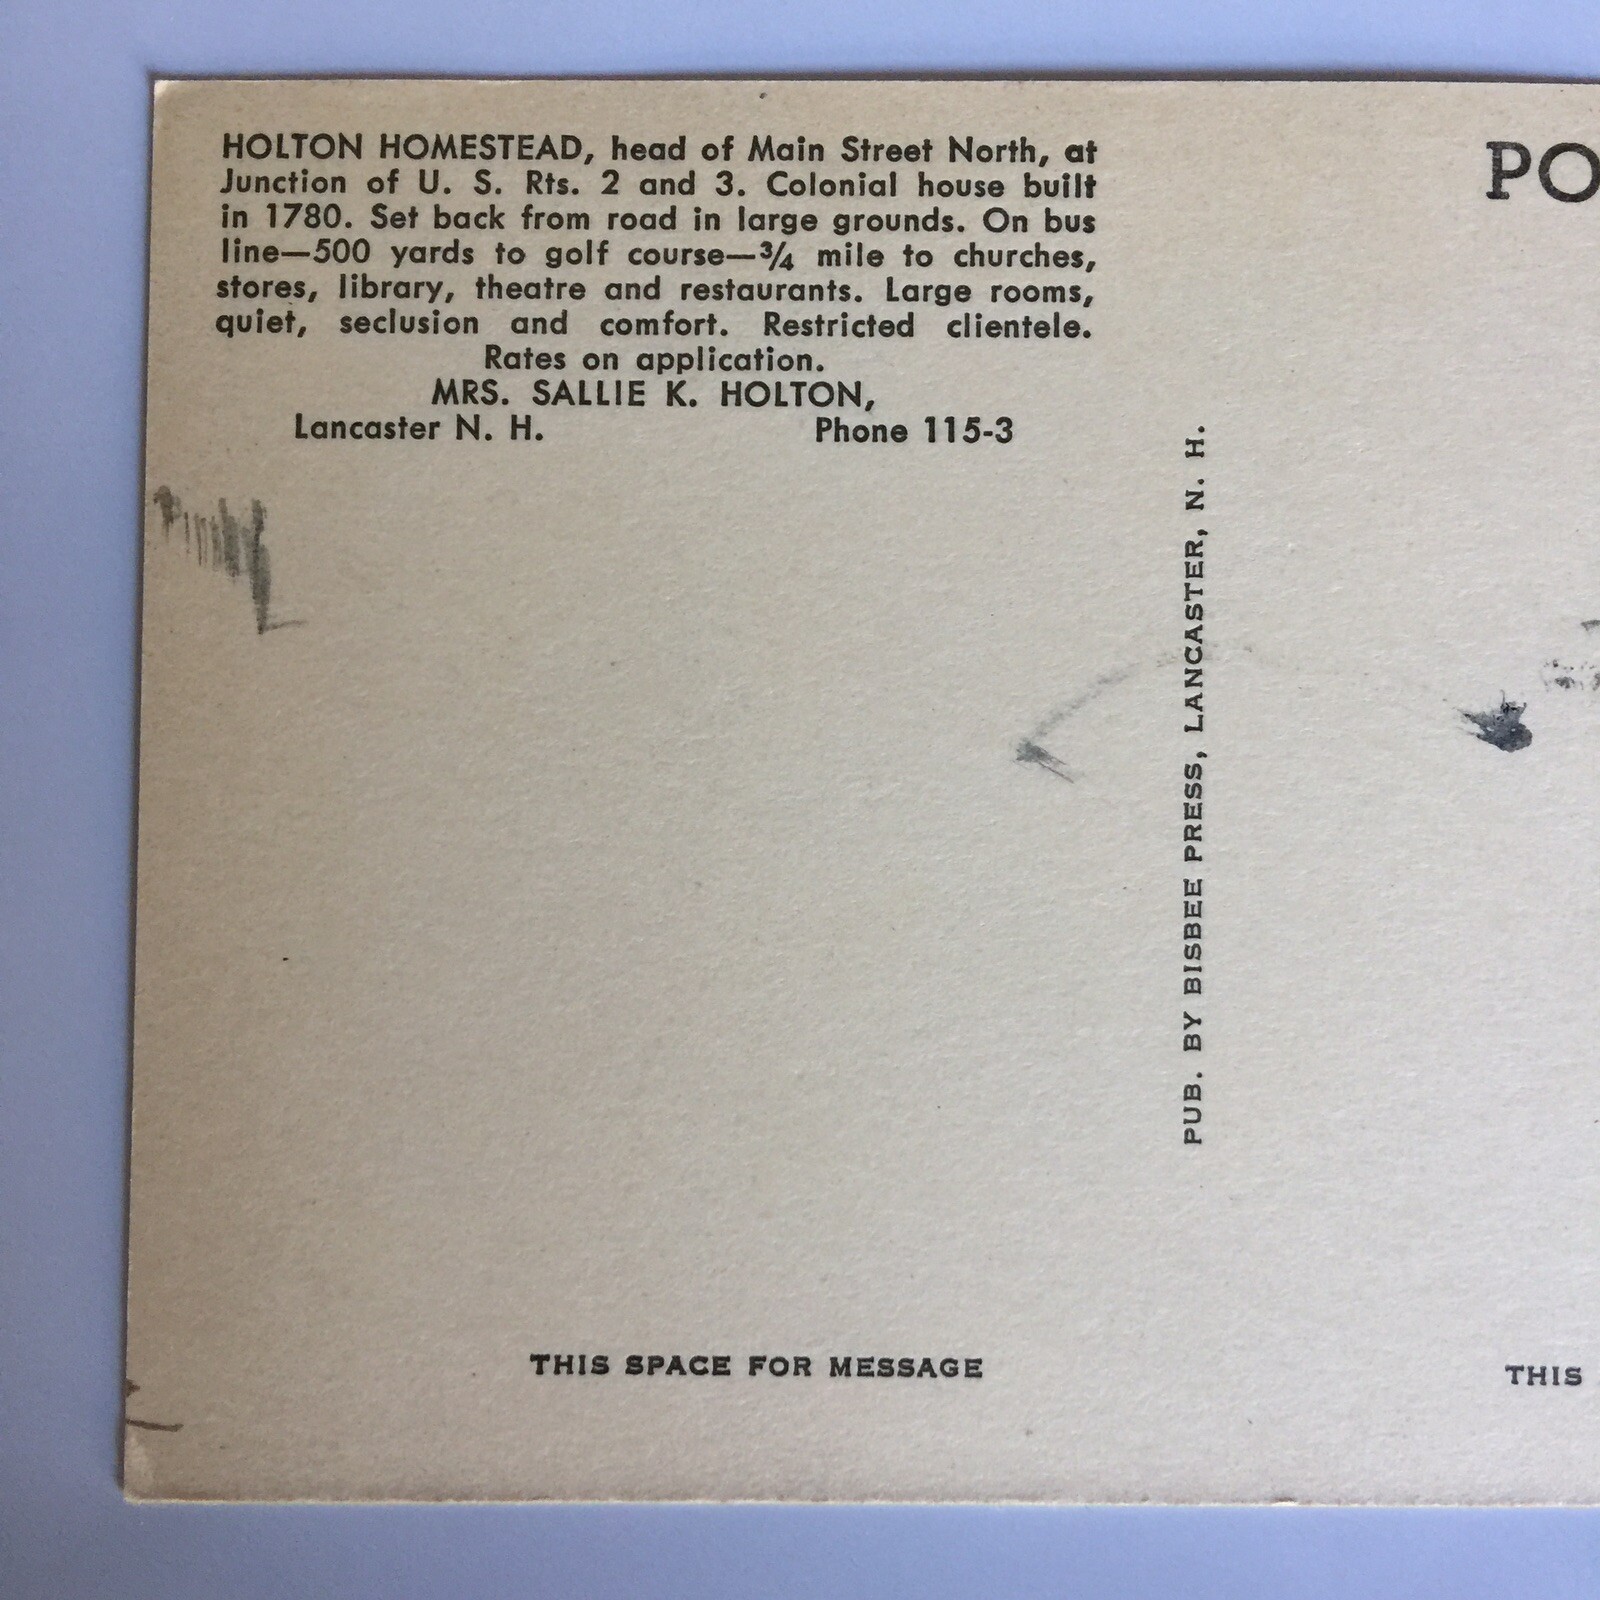 HOLTON HOMESTEAD, head of Main Street North, at
Junction of U. S. Rts. 2 and 3. Colonial house built
in 1780. Set back from road in large grounds. On bus
line—500 yards to golf course—¾ mile to churches,
stores, library, theatre and restaurants. Large rooms,
quiet, seclusion and comfort. Restricted clientele.
Rates on application.
MRS. SALLIE K. HOLTON,
Lancaster N. H. Phone 115-3
PUB. BY BISBEE PRESS, LANCASTER, N. H.
THIS SPACE FOR MESSAGE
PO
THIS